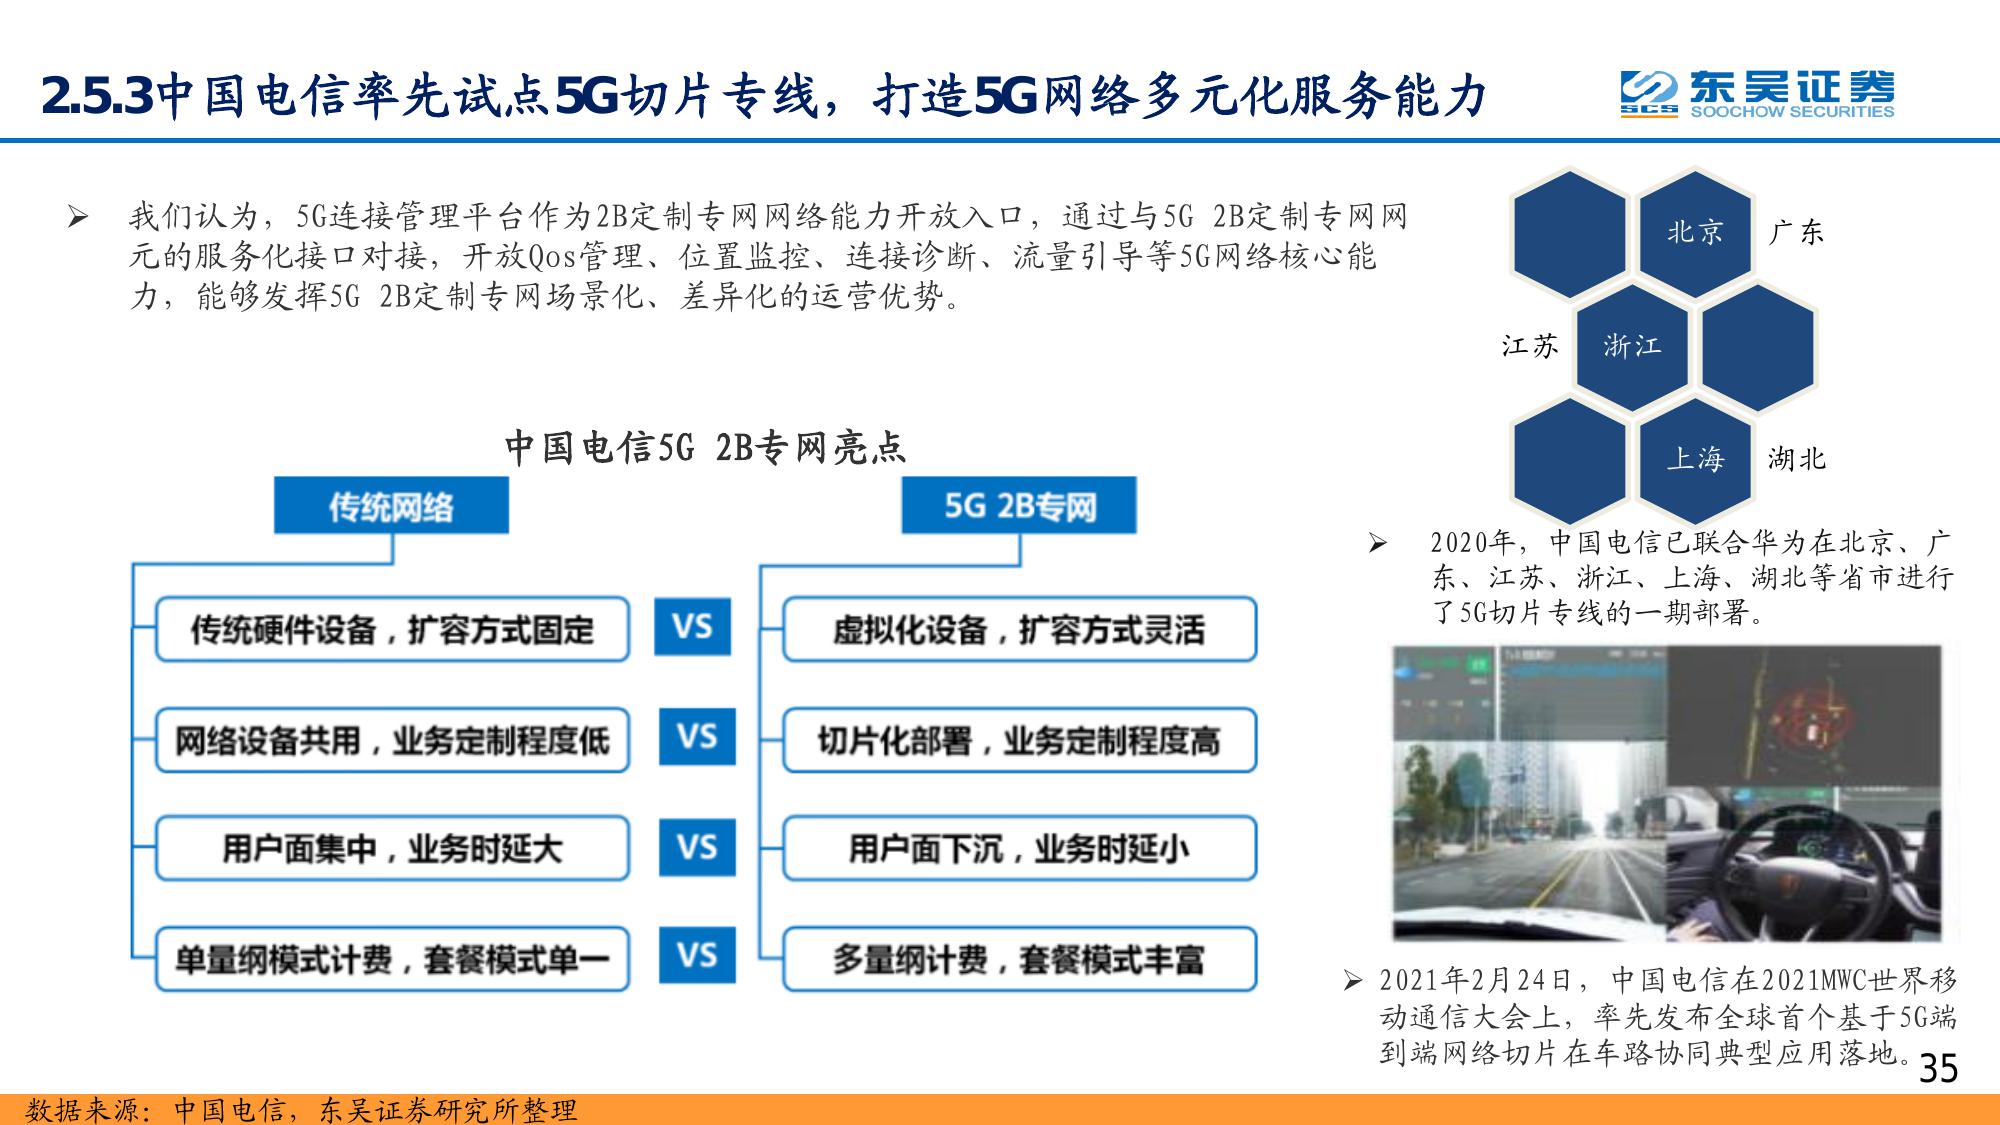 2.5.3中国电信率先试点5G切片专线，打造5G网络多元化服务能力
东吴证券
SCS
SOOCHOW SECURITIES
➢ 我们认为，5G连接管理平台作为2B定制专网网络能力开放入口，通过与5G 2B定制专网网
元的服务化接口对接，开放Qos管理、位置监控、连接诊断、流量引导等5G网络核心能
力，能够发挥5G 2B定制专网场景化、差异化的运营优势。
北京 广东
江苏 浙江
上海 湖北
中国电信5G 2B专网亮点
传统网络 5G 2B专网
传统硬件设备，扩容方式固定 VS 虚拟化设备，扩容方式灵活
网络设备共用，业务定制程度低 VS 切片化部署，业务定制程度高
用户面集中，业务时延大 VS 用户面下沉，业务时延小
单量纲模式计费，套餐模式单一 VS 多量纲计费，套餐模式丰富
➢ 2020年，中国电信已联合华为在北京、广
东、江苏、浙江、上海、湖北等省市进行
了5G切片专线的一期部署。
➢ 2021年2月24日，中国电信在2021MWC世界移
动通信大会上，率先发布全球首个基于5G端
到端网络切片在车路协同典型应用落地。
35
数据来源：中国电信，东吴证券研究所整理